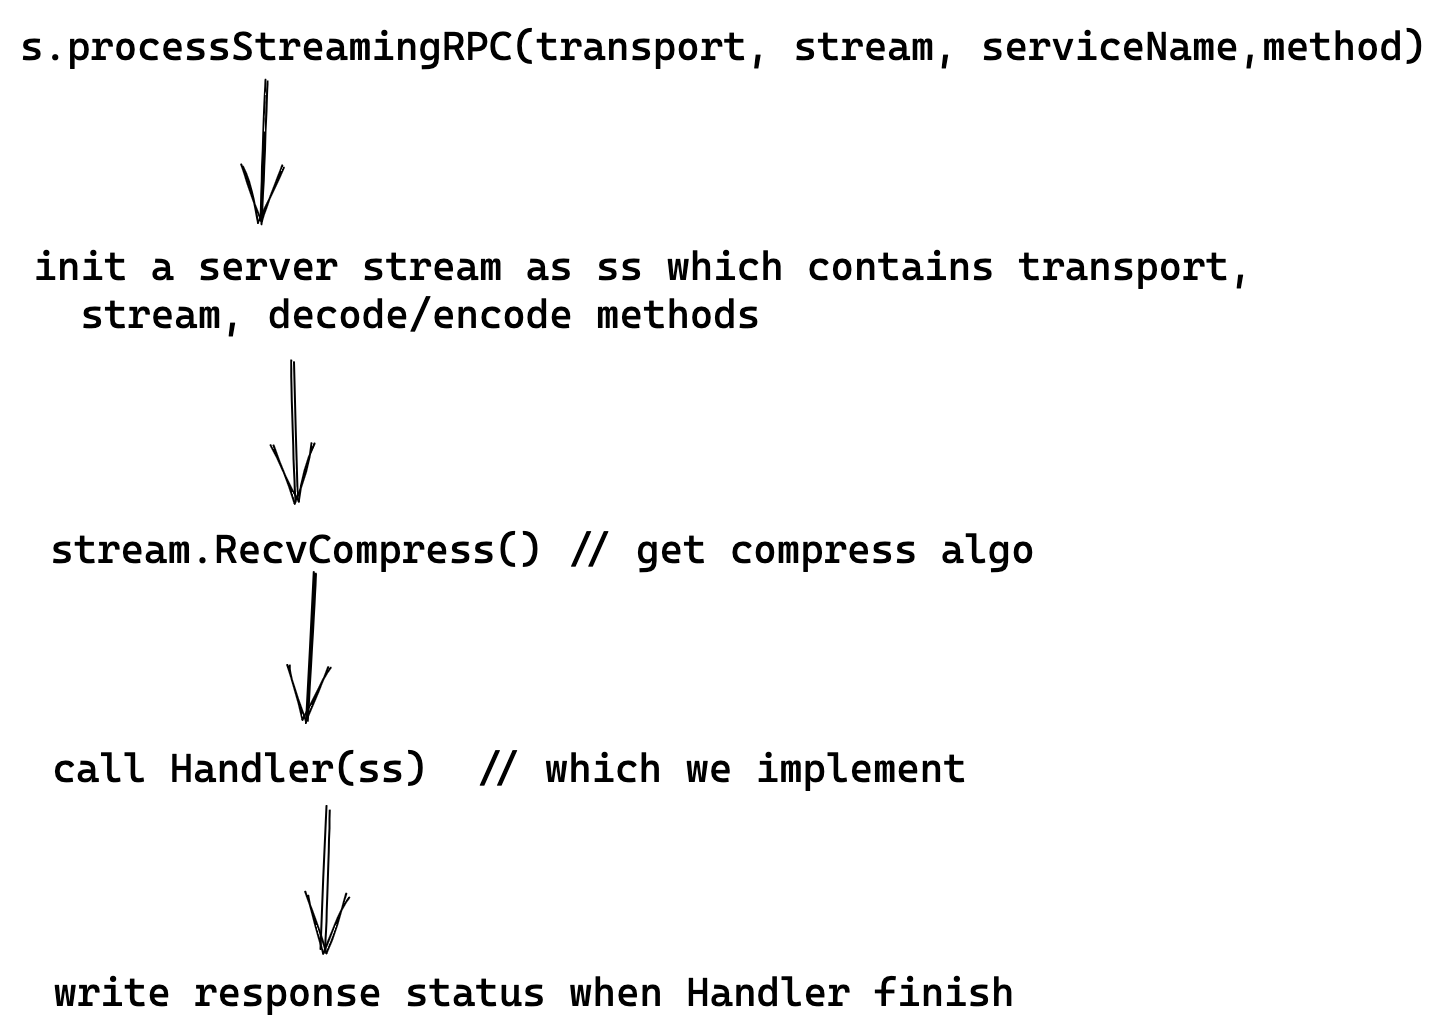 s.processStreamingRPC(transport, stream, serviceName,method)
init a server stream as ss which contains transport,
stream, decode/encode methods
stream.RecvCompress() // get compress algo
call Handler(ss)  // which we implement
write response status when Handler finish